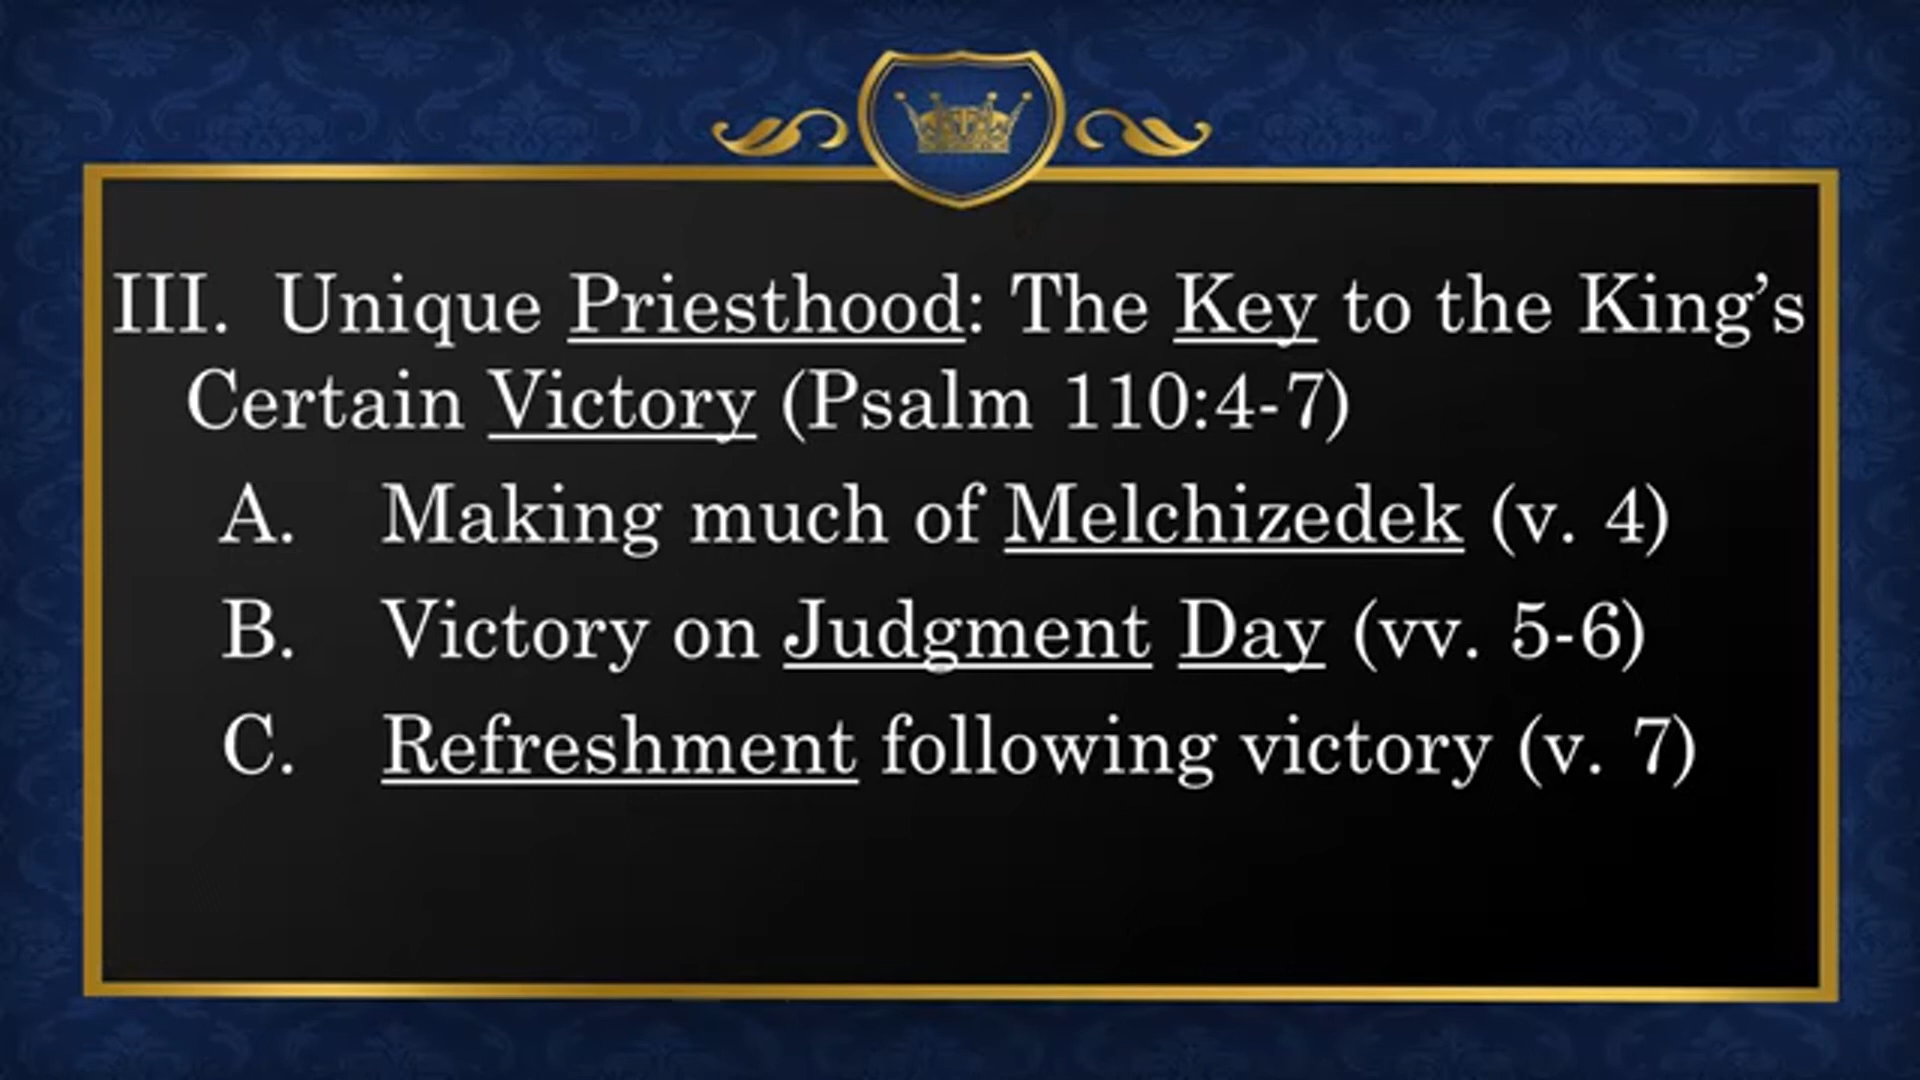 III. Unique Priesthood: The Key to the King’s
Certain Victory (Psalm 110:4-7)
A. Making much of Melchizedek (v. 4)
B. Victory on Judgment Day (vv. 5-6)
C. Refreshment following victory (v. 7)